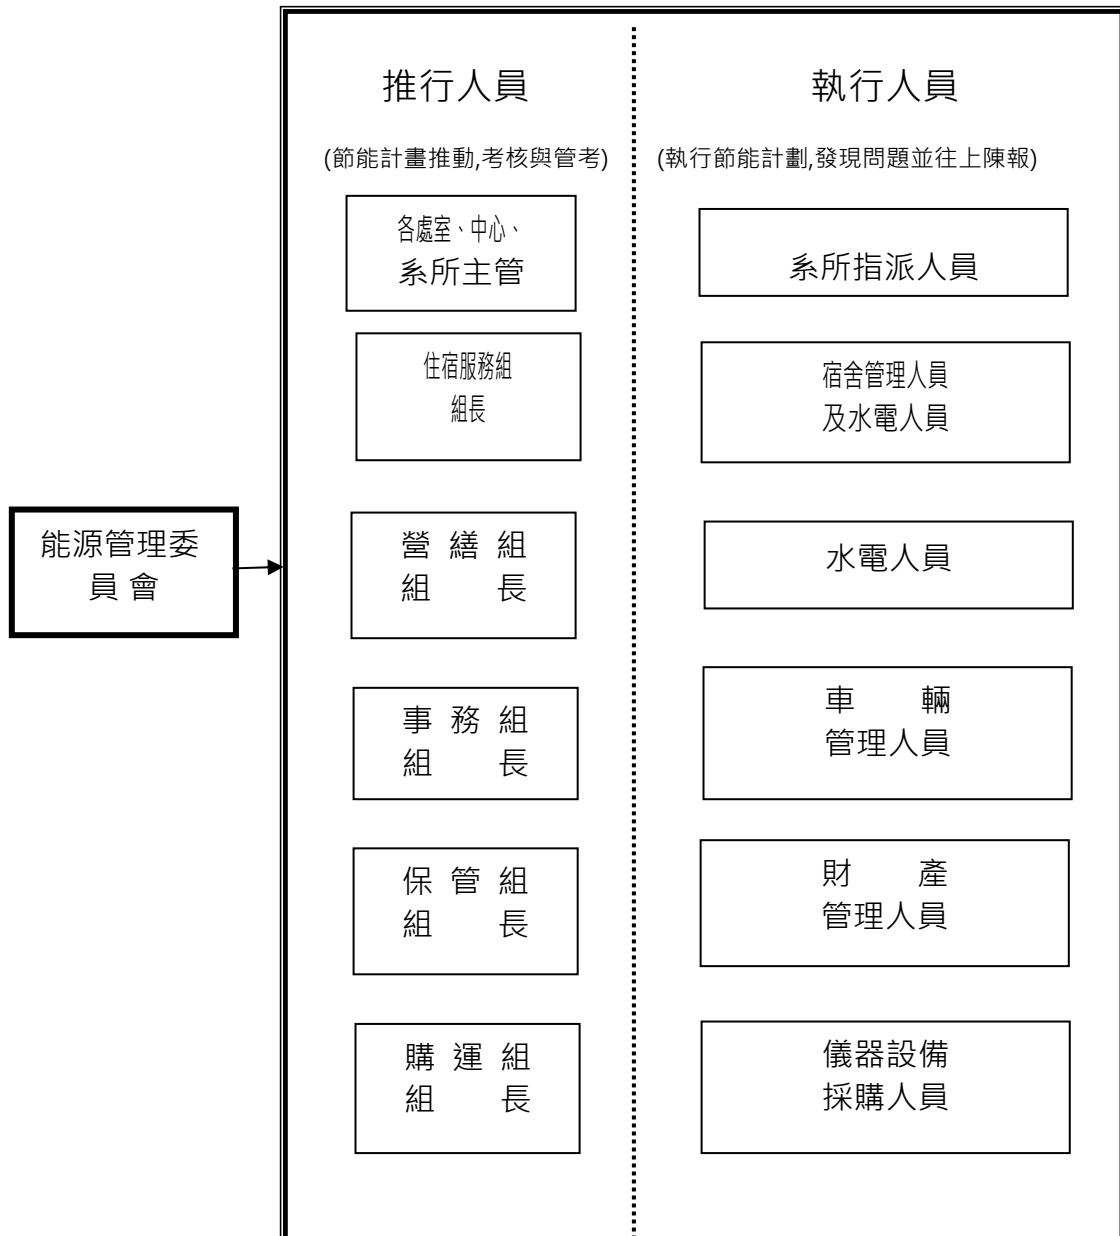 推行人員
執行人員
(節能計畫推動,考核與管考)
(執行節能計劃,發現問題並往上陳報)
各處室、中心、
系所主管
系所指派人員
住宿服務組
組長
宿舍管理人員
及水電人員
能源管理委
員 會
營 繕 組
組 長
水電人員
事 務 組
組 長
車 輛
管理人員
保 管 組
組 長
財 產
管理人員
購 運 組
組 長
儀器設備
採購人員